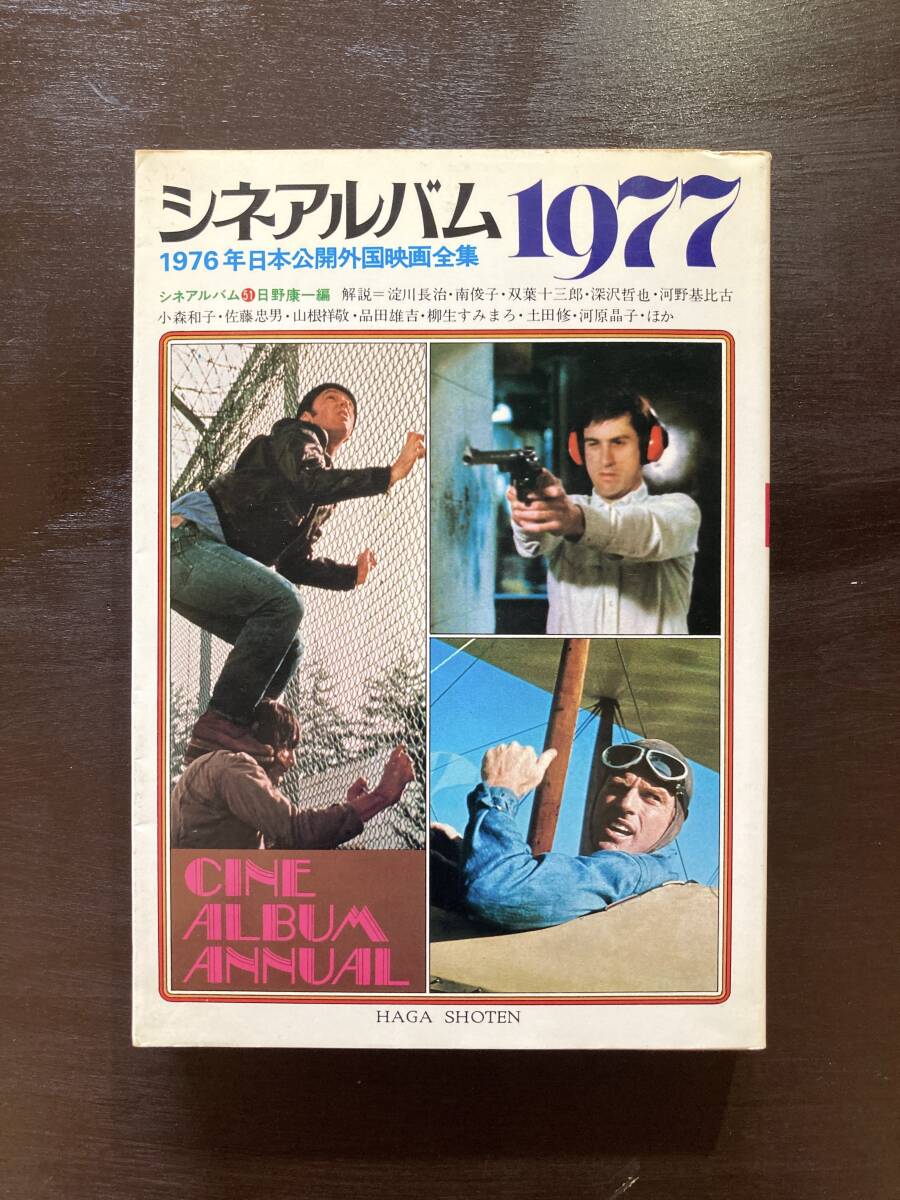 シネアルバム 1977
1976年日本公開外国映画全集
シネアルバム51日野康一編 解説=淀川長治・南俊子・双葉十三郎・深沢哲也・河野基比古
小森和子・佐藤忠男・山根祥敬・品田雄吉・柳生すみまろ・土田修・河原晶子・ほか
CINE
ALBUM
ANNUAL
HAGA SHOTEN